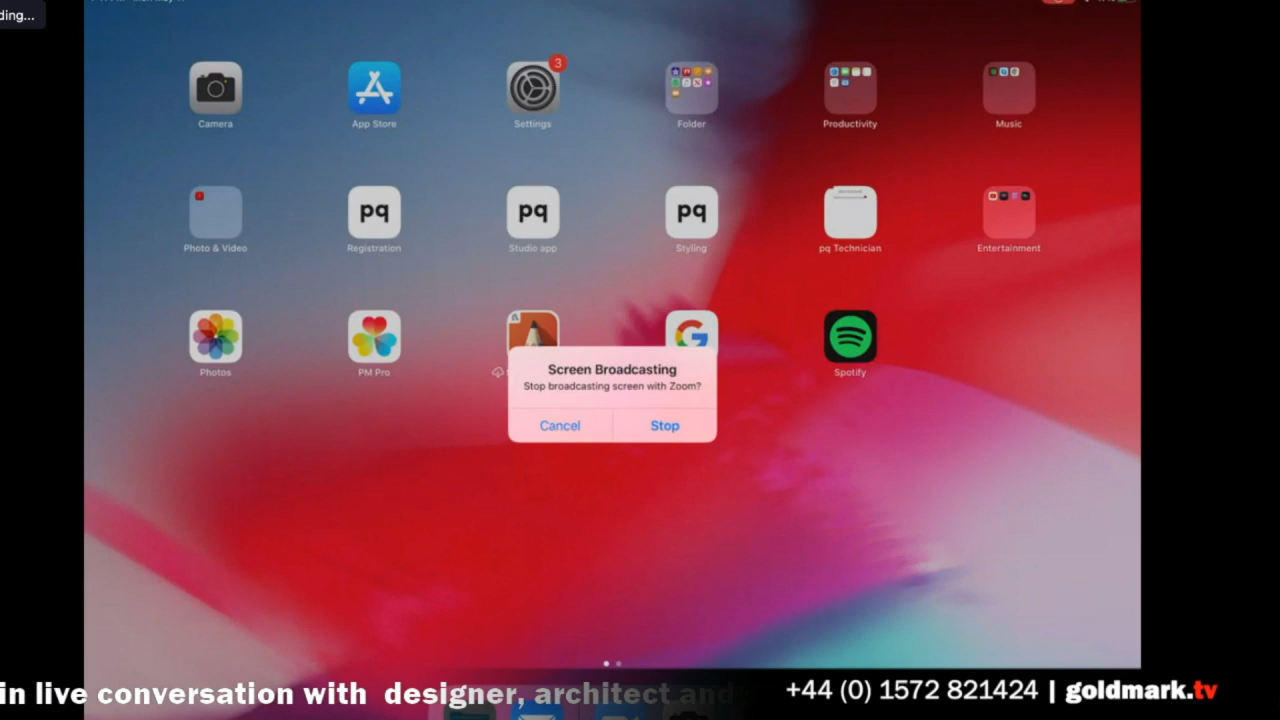 ding...
3
Camera
App Store
Settings
Folder
Productivity
Music
pq
pq
pq
Photo & Video
Registration
Studio app
Styling
pq Technician
Entertainment
Photos
PM Pro
Spotify
Screen Broadcasting
Stop broadcasting screen with Zoom?
Cancel
Stop
in live conversation with designer, architect and
+44 (0) 1572 821424 | goldmark.tv